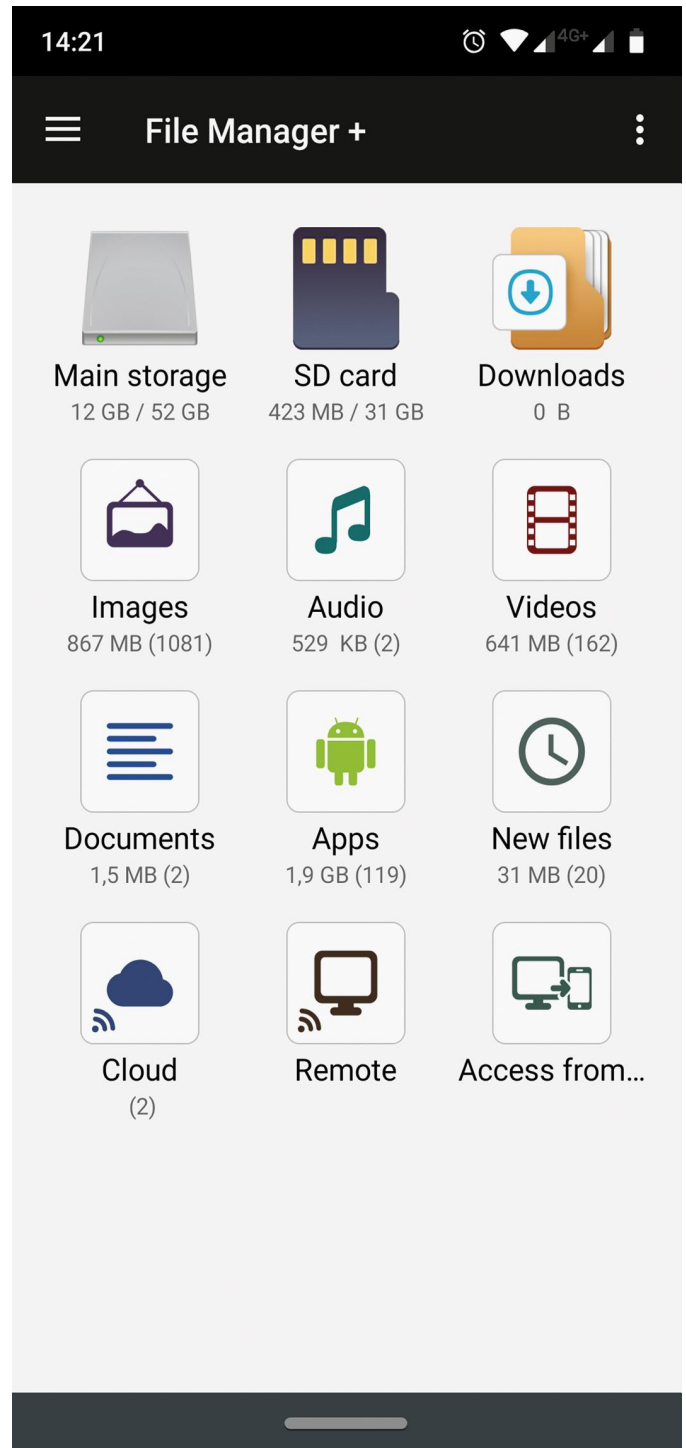 14:21
4G+
File Manager +
Main storage SD card Downloads
12 GB / 52 GB 423 MB / 31 GB 0 B
Images Audio Videos
867 MB (1081) 529 KB (2) 641 MB (162)
Documents Apps New files
1,5 MB (2) 1,9 GB (119) 31 MB (20)
Cloud Remote Access from...
(2)